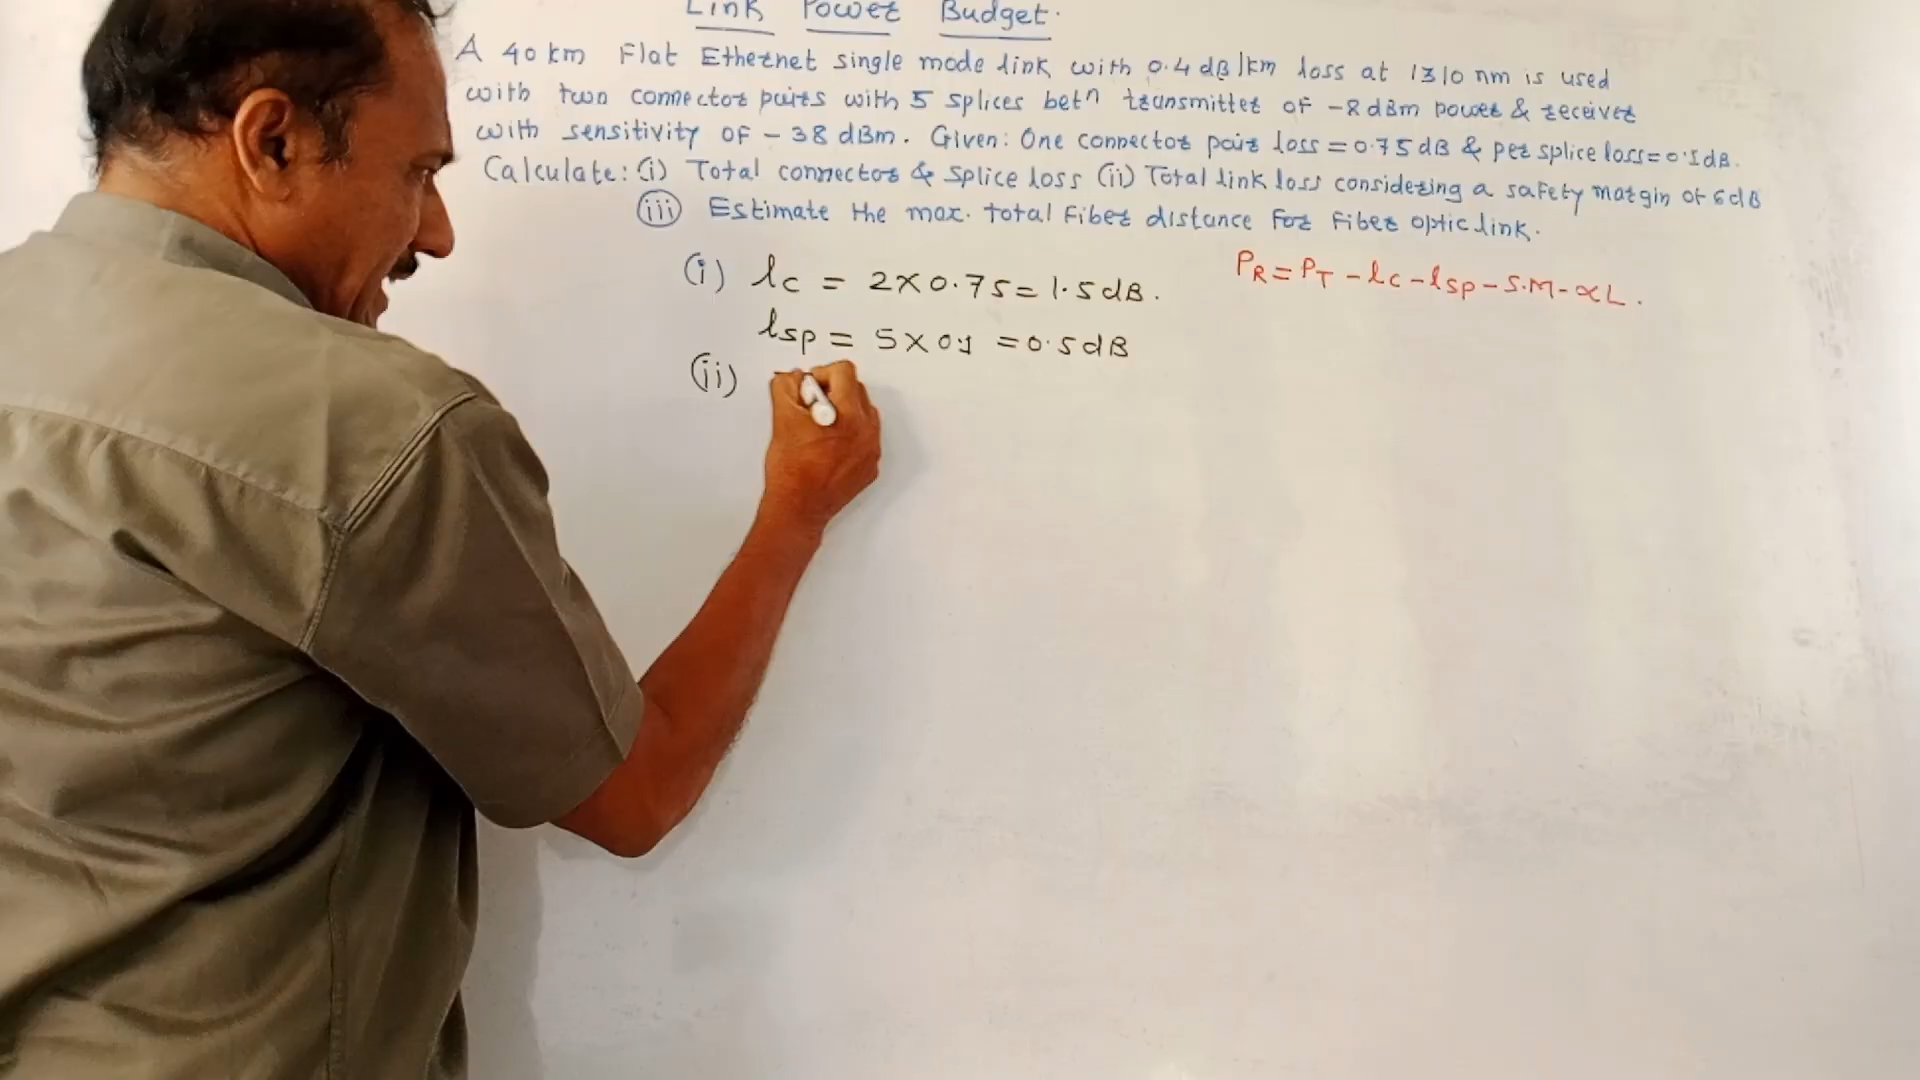 Link Power Budget.
A 40 km Flat Ethernet single mode link with 0.4 dB/km loss at 1310 nm is used
with two connector pairs with 5 splices betn transmitter of -2 dBm power & receiver
with sensitivity of - 38 dBm. Given: One connector pair loss = 0.75 dB & per splice loss = 0.1 dB.
Calculate: (i) Total connector & splice loss (ii) Total link loss considering a safety margin of 6 dB
(iii) Estimate the max. total Fiber distance for Fiber optic link.
(i) lc = 2 X 0.75 = 1.5 dB.
PR = PT - lc - lsp - S.M - αL.
lsp = 5 X 0.1 = 0.5 dB
(ii)